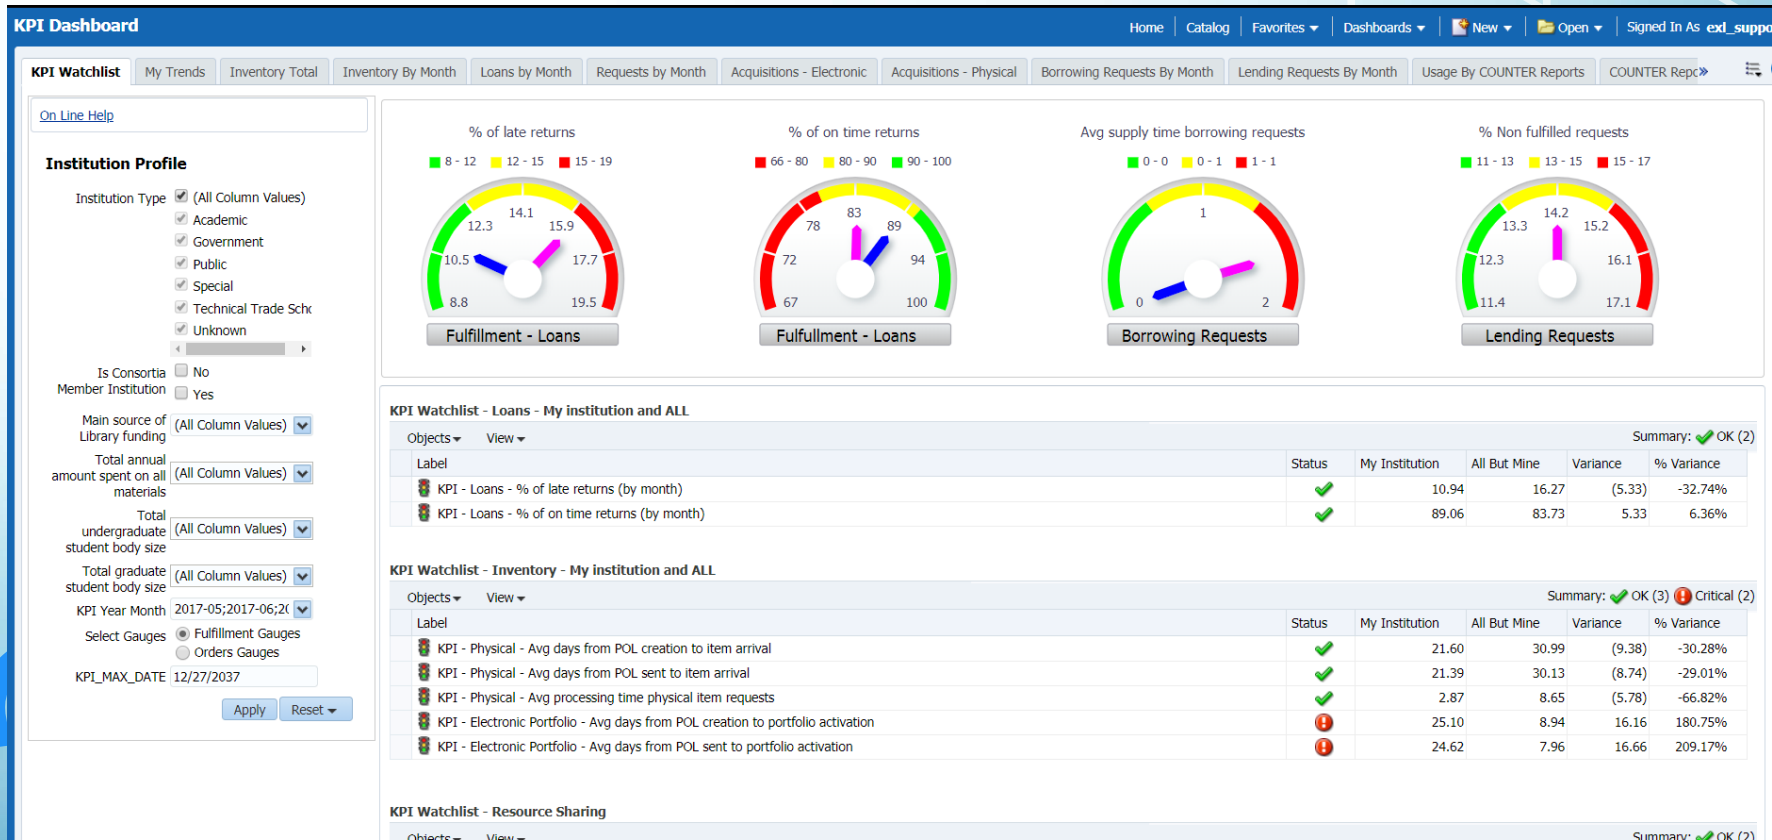 KPI Dashboard
Home Catalog Favorites Dashboards New Open Signed In As exl_suppo
KPI Watchlist My Trends Inventory Total Inventory By Month Loans by Month Requests by Month Acquisitions - Electronic Acquisitions - Physical Borrowing Requests By Month Lending Requests By Month Usage By COUNTER Reports COUNTER Repc »
On Line Help
Institution Profile
Institution Type
(All Column Values)
Academic
Government
Public
Special
Technical Trade Schc
Unknown
Is Consortia Member Institution
No
Yes
Main source of Library funding (All Column Values)
Total annual amount spent on all materials (All Column Values)
Total undergraduate student body size (All Column Values)
Total graduate student body size (All Column Values)
KPI Year Month 2017-05;2017-06;2(
Select Gauges Fulfillment Gauges
Orders Gauges
KPI_MAX_DATE 12/27/2037
Apply Reset
% of late returns
8 - 12 12 - 15 15 - 19
8.8 10.5 12.3 14.1 15.9 17.7 19.5
Fulfillment - Loans
% of on time returns
66 - 80 80 - 90 90 - 100
67 72 78 83 89 94 100
Fulfullment - Loans
Avg supply time borrowing requests
0 - 0 0 - 1 1 - 1
0 1 2
Borrowing Requests
% Non fulfilled requests
11 - 13 13 - 15 15 - 17
11.4 12.3 13.3 14.2 15.2 16.1 17.1
Lending Requests
KPI Watchlist - Loans - My institution and ALL
Objects View Summary: OK (2)
Label Status My Institution All But Mine Variance % Variance
KPI - Loans - % of late returns (by month) 10.94 16.27 (5.33) -32.74%
KPI - Loans - % of on time returns (by month) 89.06 83.73 5.33 6.36%
KPI Watchlist - Inventory - My institution and ALL
Objects View Summary: OK (3) Critical (2)
Label Status My Institution All But Mine Variance % Variance
KPI - Physical - Avg days from POL creation to item arrival 21.60 30.99 (9.38) -30.28%
KPI - Physical - Avg days from POL sent to item arrival 21.39 30.13 (8.74) -29.01%
KPI - Physical - Avg processing time physical item requests 2.87 8.65 (5.78) -66.82%
KPI - Electronic Portfolio - Avg days from POL creation to portfolio activation 25.10 8.94 16.16 180.75%
KPI - Electronic Portfolio - Avg days from POL sent to portfolio activation 24.62 7.96 16.66 209.17%
KPI Watchlist - Resource Sharing
Objects View Summary: OK (2)